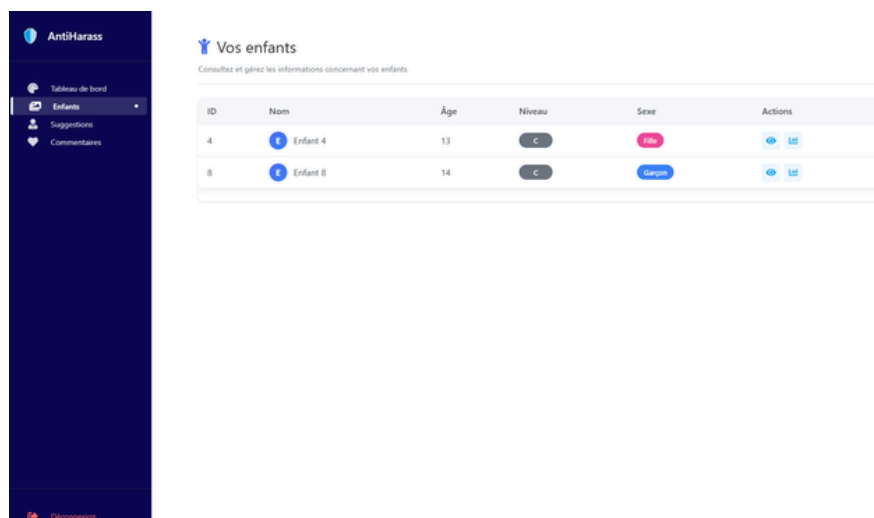 AntiHarass
Tableau de bord
Enfants
Suggestions
Commentaires
Déconnexion
Vos enfants
Consultez et gérez les informations concernant vos enfants
ID Nom Âge Niveau Sexe Actions
4 E Enfant 4 13 C Fille
8 E Enfant 8 14 C Garçon